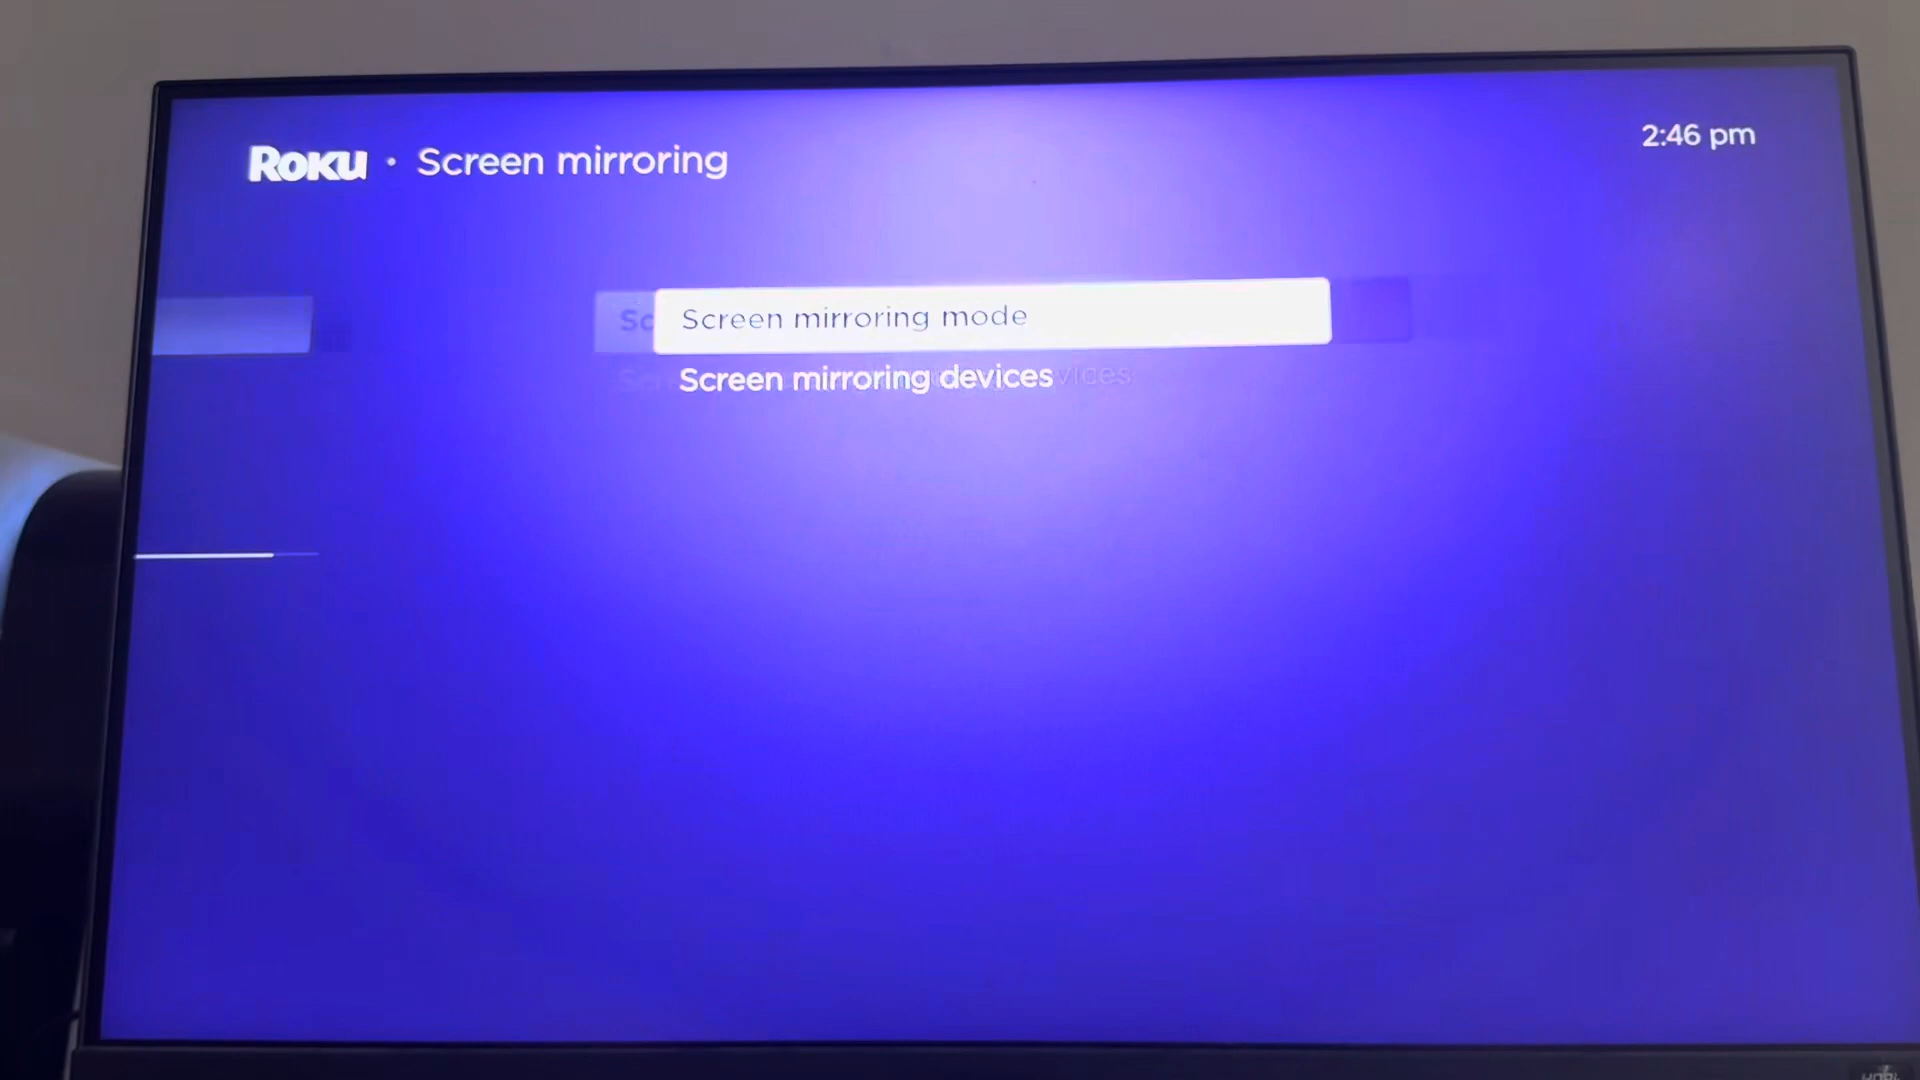 Roku · Screen mirroring
2:46 pm
Screen mirroring mode
Screen mirroring devices